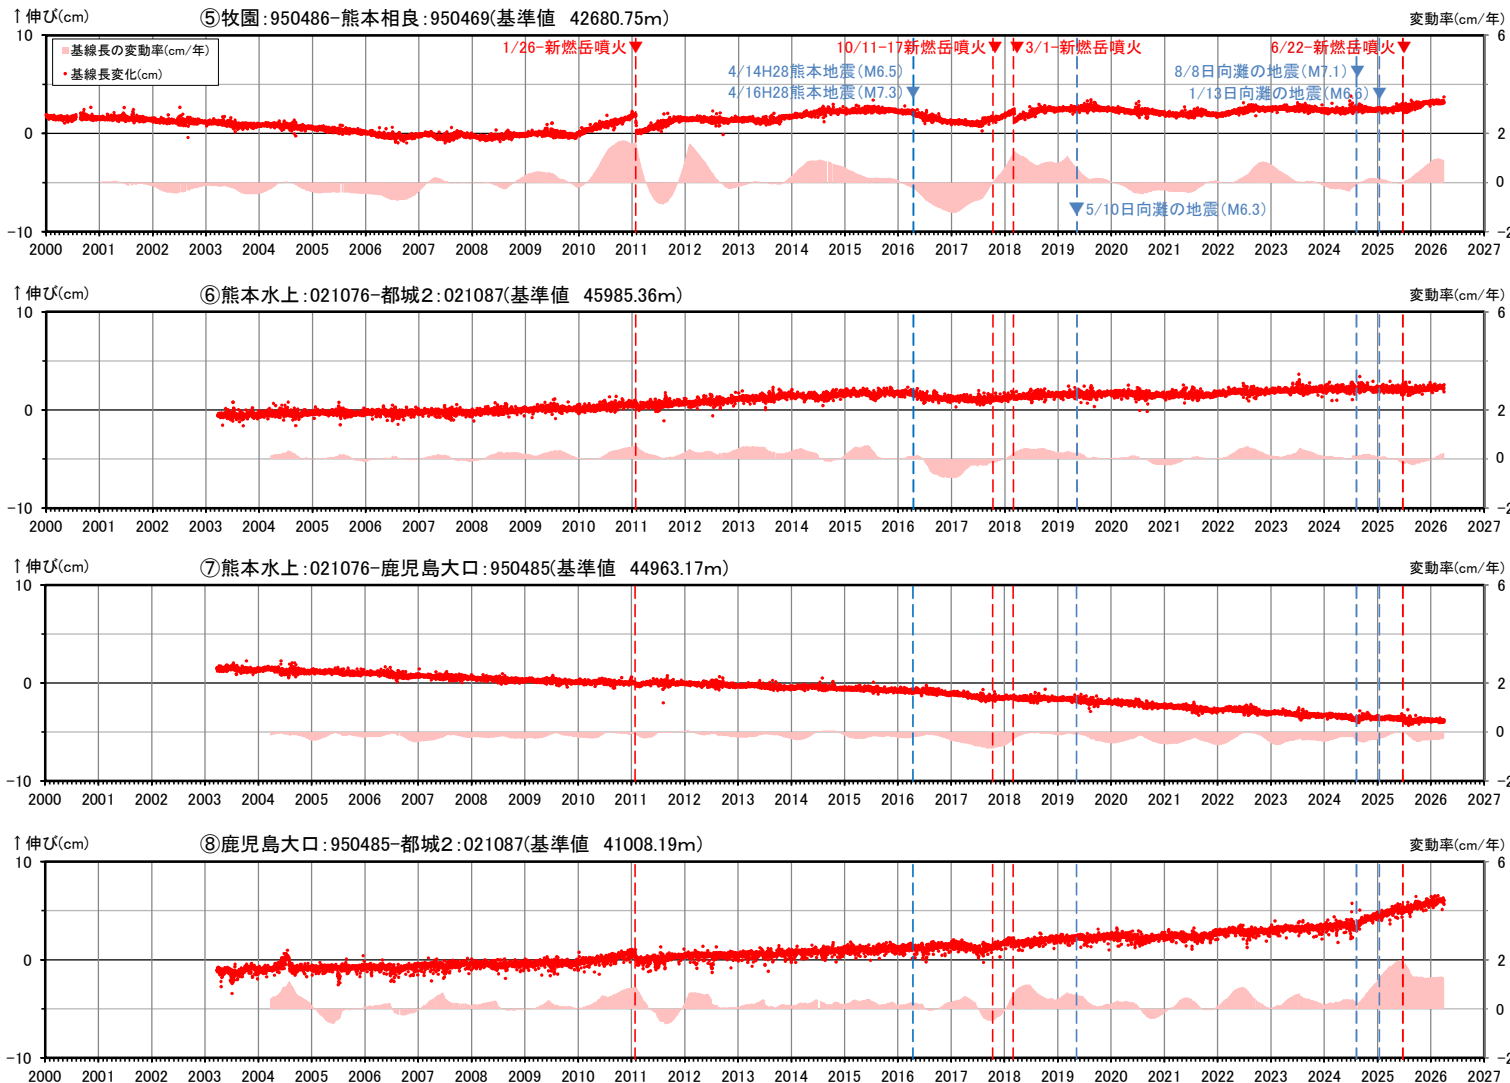 ↑伸び(cm) ⑤牧園:950486-熊本相良:950469(基準値 42680.75m) 変動率(cm/年)
10 6
基線長の変動率(cm/年) 1/26-新燃岳噴火▼ 10/11-17新燃岳噴火▼ ▼3/1-新燃岳噴火 6/22-新燃岳噴火▼
基線長変化(cm) 4/14H28熊本地震(M6.5) 8/8日向灘の地震(M7.1)▼
4/16H28熊本地震(M7.3)▼ 1/13日向灘の地震(M6.6)▼
0 2
0
▼5/10日向灘の地震(M6.3)
-10 -2
2000 2001 2002 2003 2004 2005 2006 2007 2008 2009 2010 2011 2012 2013 2014 2015 2016 2017 2018 2019 2020 2021 2022 2023 2024 2025 2026 2027
↑伸び(cm) ⑥熊本水上:021076-都城2:021087(基準値 45985.36m) 変動率(cm/年)
10 6
0 2
0
-10 -2
2000 2001 2002 2003 2004 2005 2006 2007 2008 2009 2010 2011 2012 2013 2014 2015 2016 2017 2018 2019 2020 2021 2022 2023 2024 2025 2026 2027
↑伸び(cm) ⑦熊本水上:021076-鹿児島大口:950485(基準値 44963.17m) 変動率(cm/年)
10 6
0 2
0
-10 -2
2000 2001 2002 2003 2004 2005 2006 2007 2008 2009 2010 2011 2012 2013 2014 2015 2016 2017 2018 2019 2020 2021 2022 2023 2024 2025 2026 2027
↑伸び(cm) ⑧鹿児島大口:950485-都城2:021087(基準値 41008.19m) 変動率(cm/年)
10 6
0 2
0
-10 -2
2000 2001 2002 2003 2004 2005 2006 2007 2008 2009 2010 2011 2012 2013 2014 2015 2016 2017 2018 2019 2020 2021 2022 2023 2024 2025 2026 2027